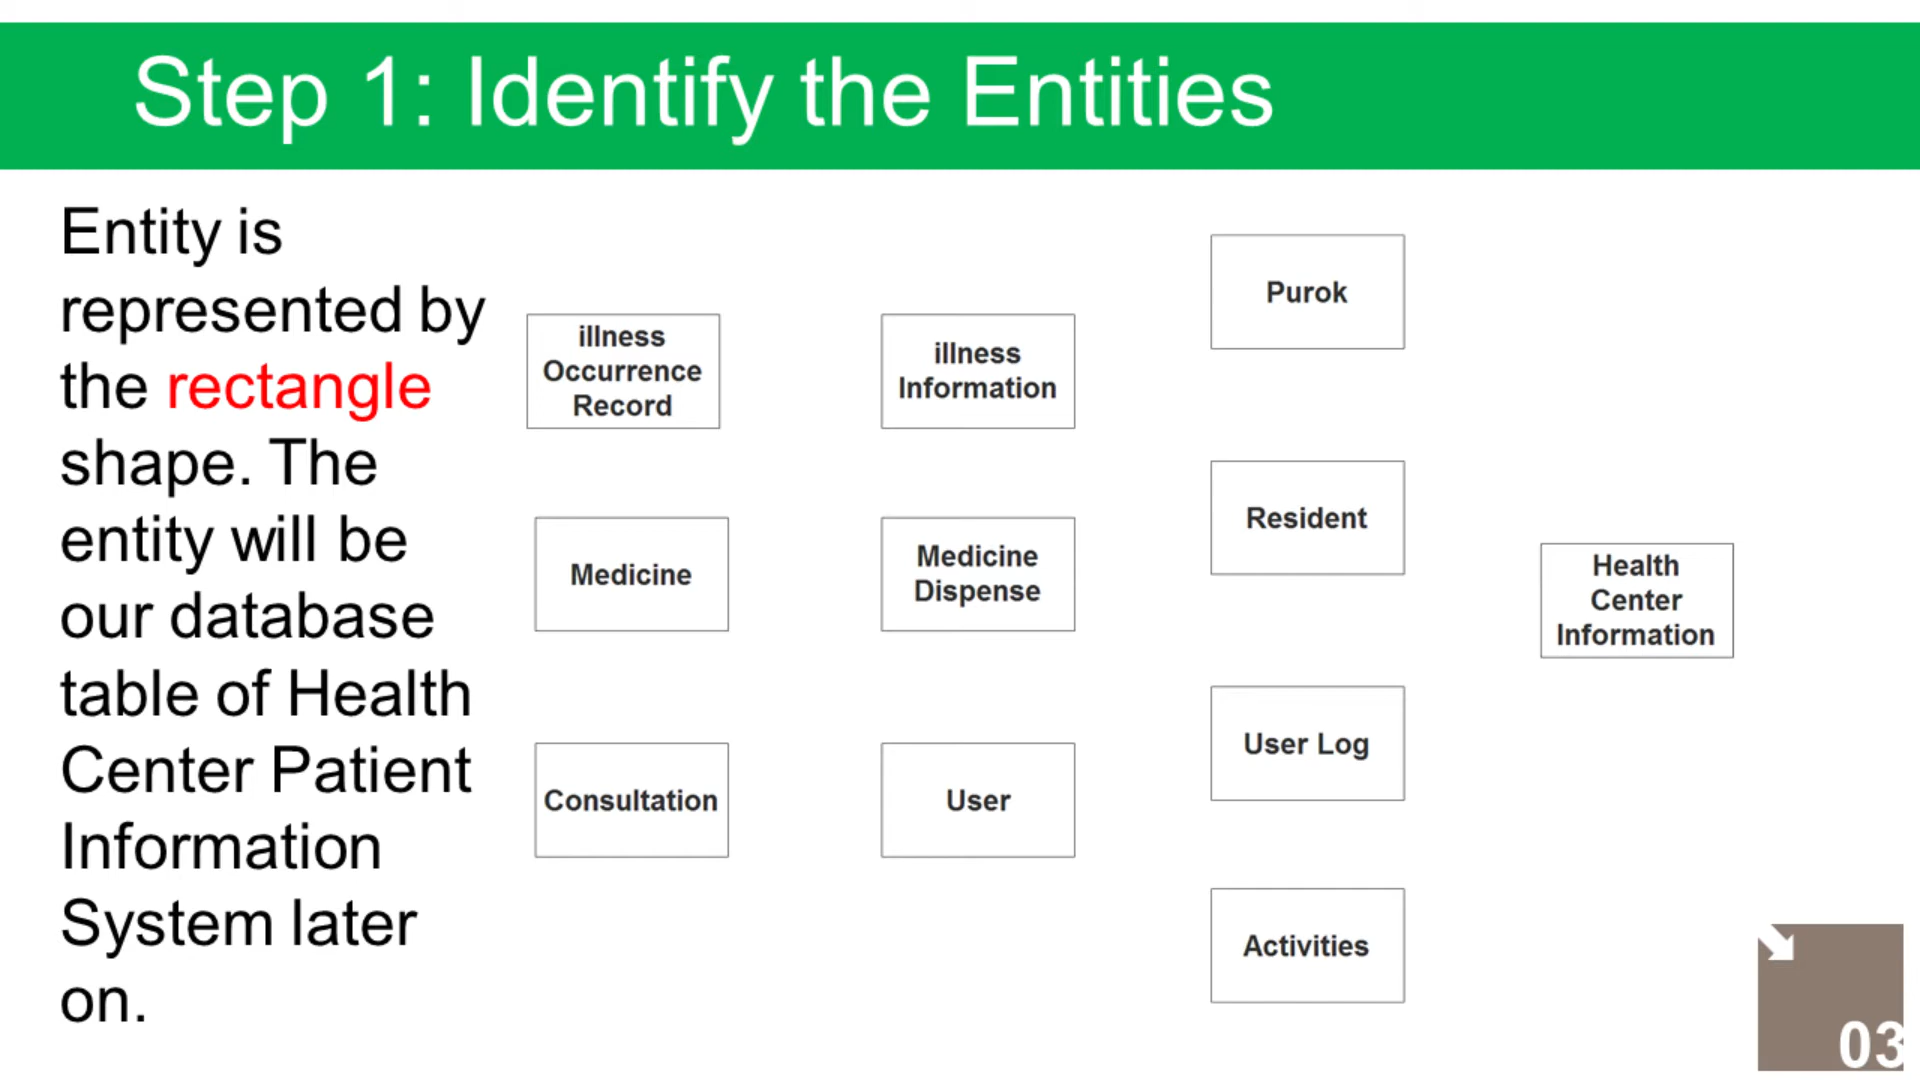 Step 1: Identify the Entities
Entity is
represented by
the rectangle
shape. The
entity will be
our database
table of Health
Center Patient
Information
System later
on.
illness
Occurrence
Record
illness
Information
Purok
Medicine
Medicine
Dispense
Resident
Health
Center
Information
Consultation
User
User Log
Activities
03